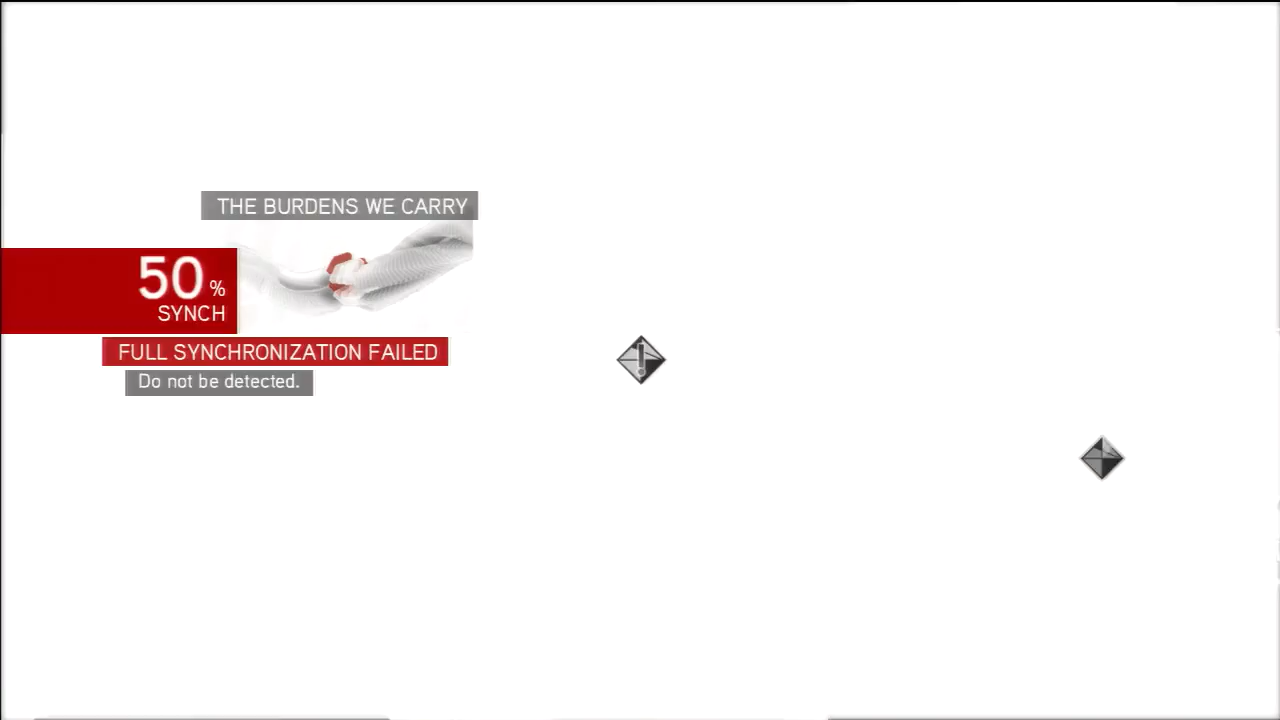 THE BURDENS WE CARRY
50 %
SYNCH
FULL SYNCHRONIZATION FAILED
Do not be detected.